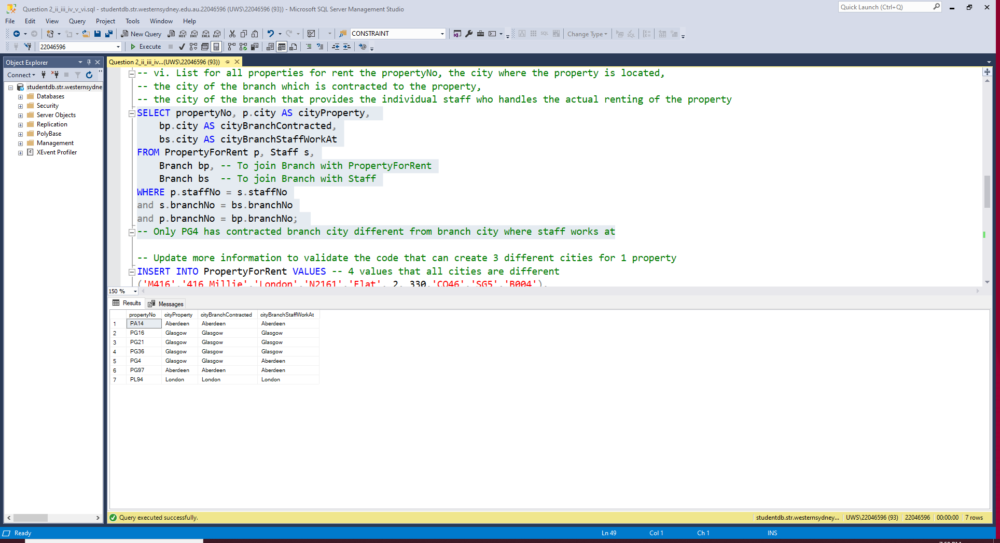 Question 2_ii_iii_iv_v_vi.sql - studentdb.str.westernsydney.edu.au.22046596 (UWS\22046596 (93)) - Microsoft SQL Server Management Studio
Quick Launch (Ctrl+Q)
File Edit View Query Project Tools Window Help
New Query MDX DMX XMLA DAX CONSTRAINT SQL Change Type SQL
22046596 Execute
Object Explorer
Question 2_ii_iii_iv...(UWS\22046596 (93))
Connect
studentdb.str.westernsydne
Databases
Security
Server Objects
Replication
PolyBase
Management
XEvent Profiler
-- vi. List for all properties for rent the propertyNo, the city where the property is located,
-- the city of the branch which is contracted to the property,
-- the city of the branch that provides the individual staff who handles the actual renting of the property
SELECT propertyNo, p.city AS cityProperty,
bp.city AS cityBranchContracted,
bs.city AS cityBranchStaffWorkAt
FROM PropertyForRent p, Staff s,
Branch bp, -- To join Branch with PropertyForRent
Branch bs -- To join Branch with Staff
WHERE p.staffNo = s.staffNo
and s.branchNo = bs.branchNo
and p.branchNo = bp.branchNo;
-- Only PG4 has contracted branch city different from branch city where staff works at
-- Update more information to validate the code that can create 3 different cities for 1 property
INSERT INTO PropertyForRent VALUES -- 4 values that all cities are different
('M416','416 Millie','London','N2161','Flat', 2, 330,'CO46','SG5','B004'),
150 %
Results Messages
propertyNo cityProperty cityBranchContracted cityBranchStaffWorkAt
1 PA14 Aberdeen Aberdeen Aberdeen
2 PG16 Glasgow Glasgow Glasgow
3 PG21 Glasgow Glasgow Glasgow
4 PG36 Glasgow Glasgow Glasgow
5 PG4 Glasgow Glasgow Aberdeen
6 PG97 Aberdeen Aberdeen Aberdeen
7 PL94 London London London
Query executed successfully.
studentdb.str.westernsydney... UWS\22046596 (93) 22046596 00:00:00 7 rows
Ready Ln 49 Col 1 Ch 1 INS